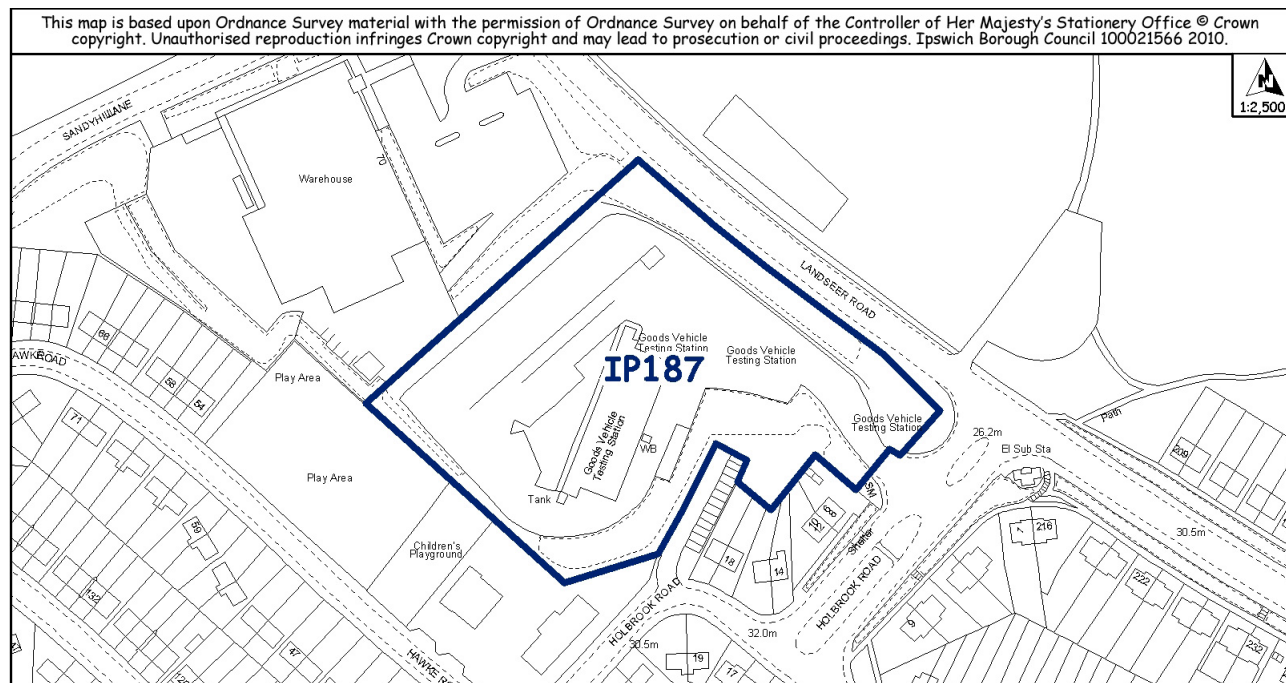 This map is based upon Ordnance Survey material with the permission of Ordnance Survey on behalf of the Controller of Her Majesty's Stationery Office © Crown
copyright. Unauthorised reproduction infringes Crown copyright and may lead to prosecution or civil proceedings. Ipswich Borough Council 100021566 2010.
N
1:2,500
SANDYHILL LANE
70
Warehouse
LANDSEER ROAD
Goods Vehicle
Testing Station
Goods Vehicle
Testing Station
IP187
Goods Vehicle
Testing Station
Goods Vehicle
Testing Station
WB
Tank
66
58
54
Play Area
Play Area
71
59
Children's
Playground
132
47
HAWKE
26.2m
El Sub Sta
Path
209
216
30.5m
222
232
Shelter
HOLBROOK ROAD
HOLBROOK ROAD
18
14
10
12
32.0m
30.5m
19
17
9